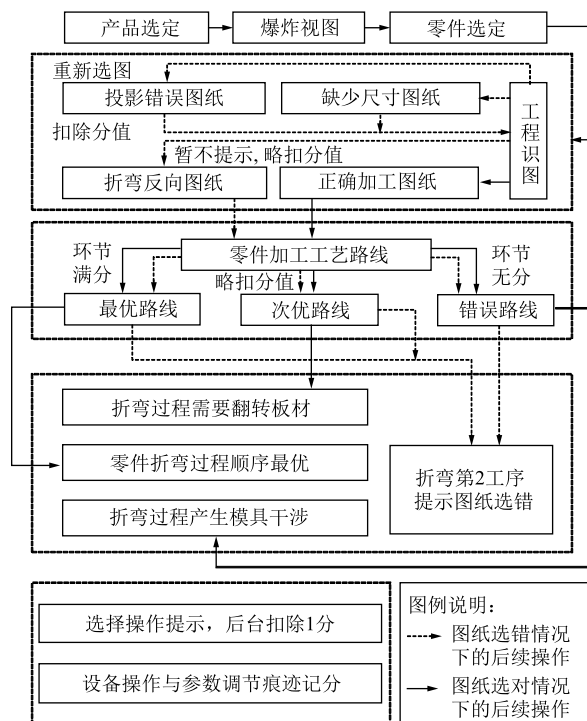 产品选定
爆炸视图
零件选定
重新选图
投影错误图纸
缺少尺寸图纸
工程识图
扣除分值
暂不提示, 略扣分值
折弯反向图纸
正确加工图纸
环节
满分
零件加工工艺路线
环节
无分
略扣分值
最优路线
次优路线
错误路线
折弯过程需要翻转板材
零件折弯过程顺序最优
折弯过程产生模具干涉
折弯第2工序
提示图纸选错
选择操作提示，后台扣除1分
设备操作与参数调节痕迹记分
图例说明：
图纸选错情况
下的后续操作
图纸选对情况
下的后续操作